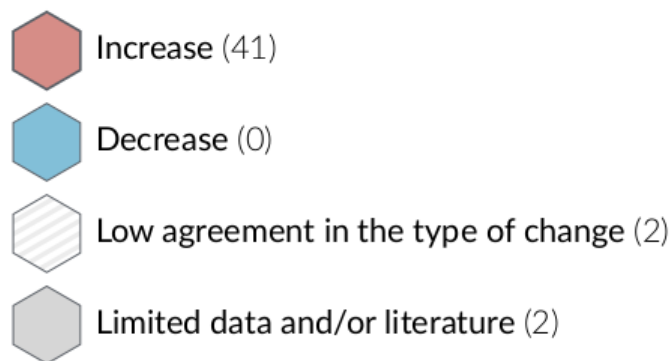 Increase (41)
Decrease (0)
Low agreement in the type of change (2)
Limited data and/or literature (2)